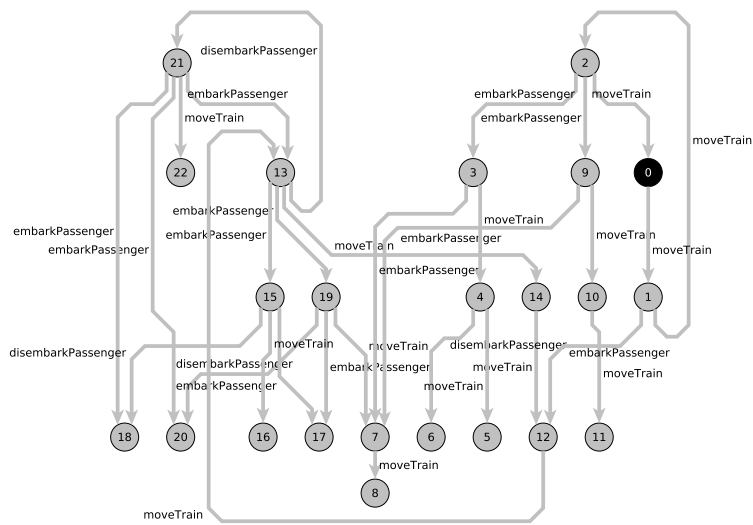 disembarkPassenger
21
2
embarkPassenger
embarkPassenger
moveTrain
moveTrain
embarkPassenger
moveTrain
22
13
3
9
0
embarkPassenger
moveTrain
embarkPassenger
embarkPassenger
embarkPassenger
moveTrain
moveTrain
embarkPassenger
moveTrain
embarkPassenger
15
19
4
14
10
1
moveTrain
moveTrain
disembarkPassenger
disembarkPassenger
embarkPassenger
disembarkPassenger
embarkPassenger
moveTrain
moveTrain
embarkPassenger
moveTrain
18
20
16
17
7
6
5
12
11
moveTrain
8
moveTrain